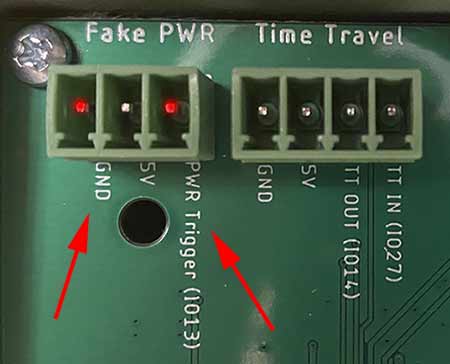 Fake PWR
Time Travel
GND
5V
PWR Trigger (IO13)
GND
5V
TT OUT (IO14)
TT IN (IO27)